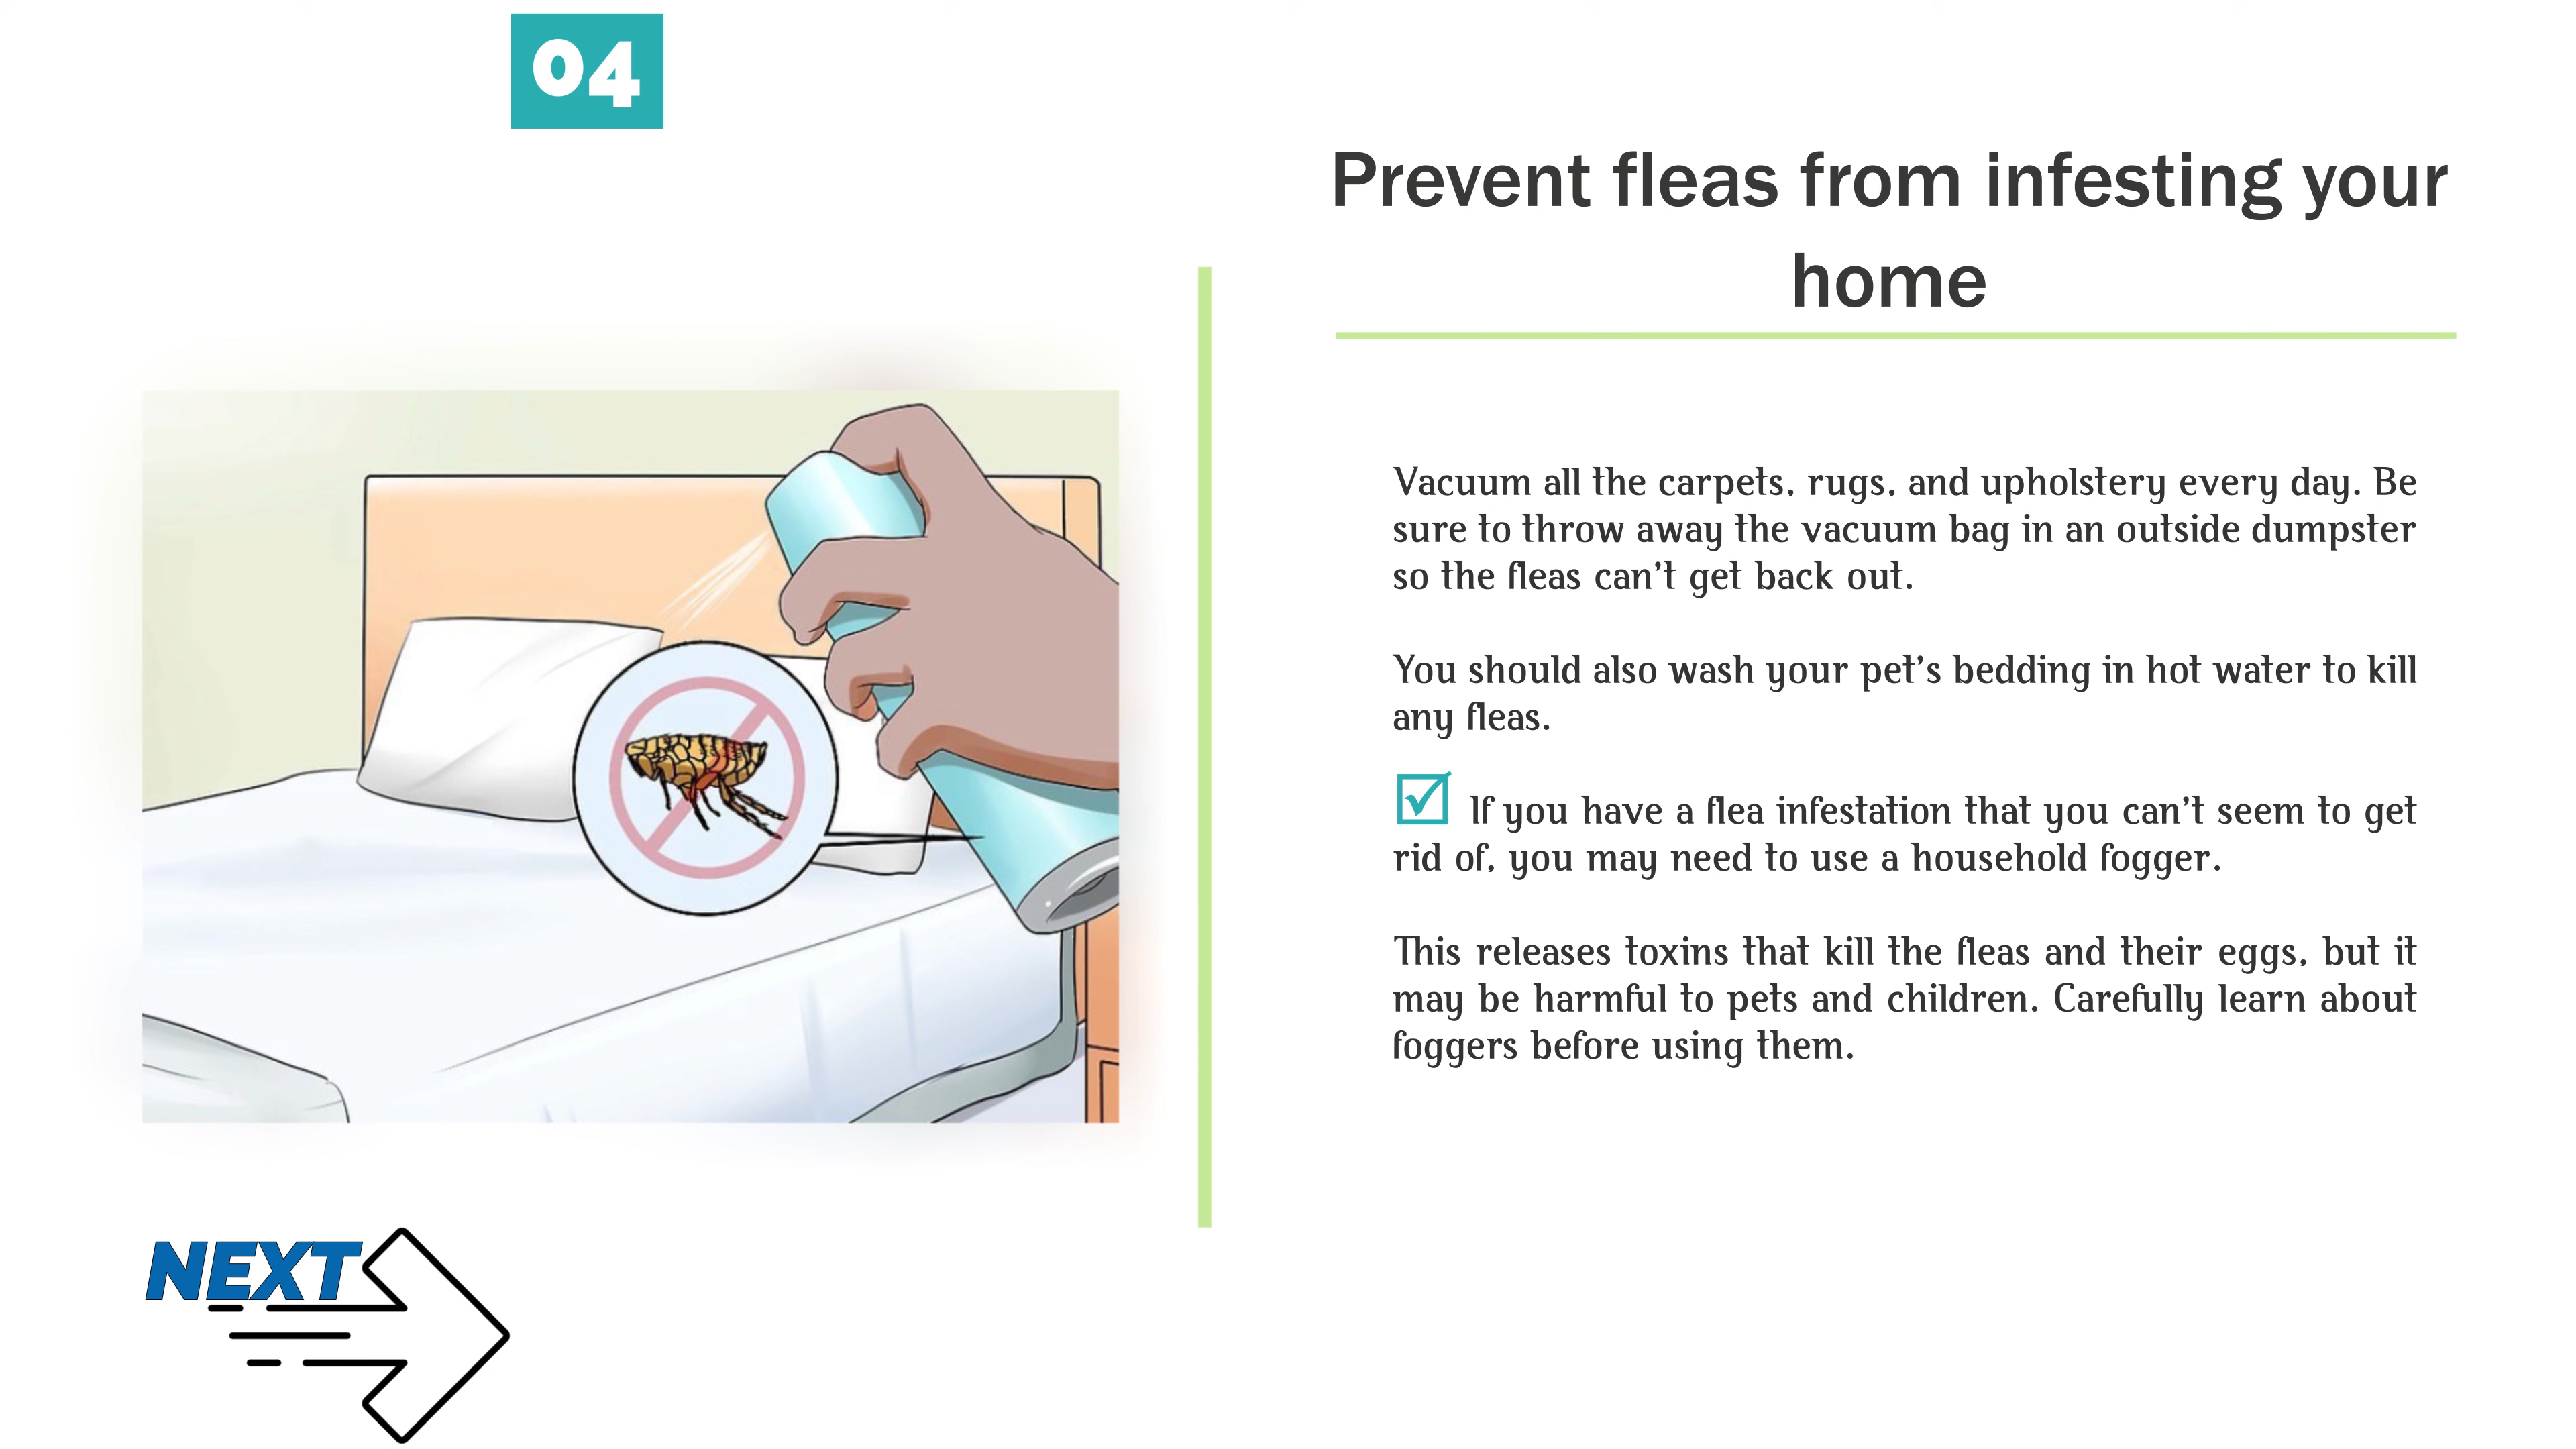 04
Prevent fleas from infesting your
home
Vacuum all the carpets, rugs, and upholstery every day. Be
sure to throw away the vacuum bag in an outside dumpster
so the fleas can't get back out.
You should also wash your pet's bedding in hot water to kill
any fleas.
If you have a flea infestation that you can't seem to get
rid of, you may need to use a household fogger.
This releases toxins that kill the fleas and their eggs, but it
may be harmful to pets and children. Carefully learn about
foggers before using them.
NEXT